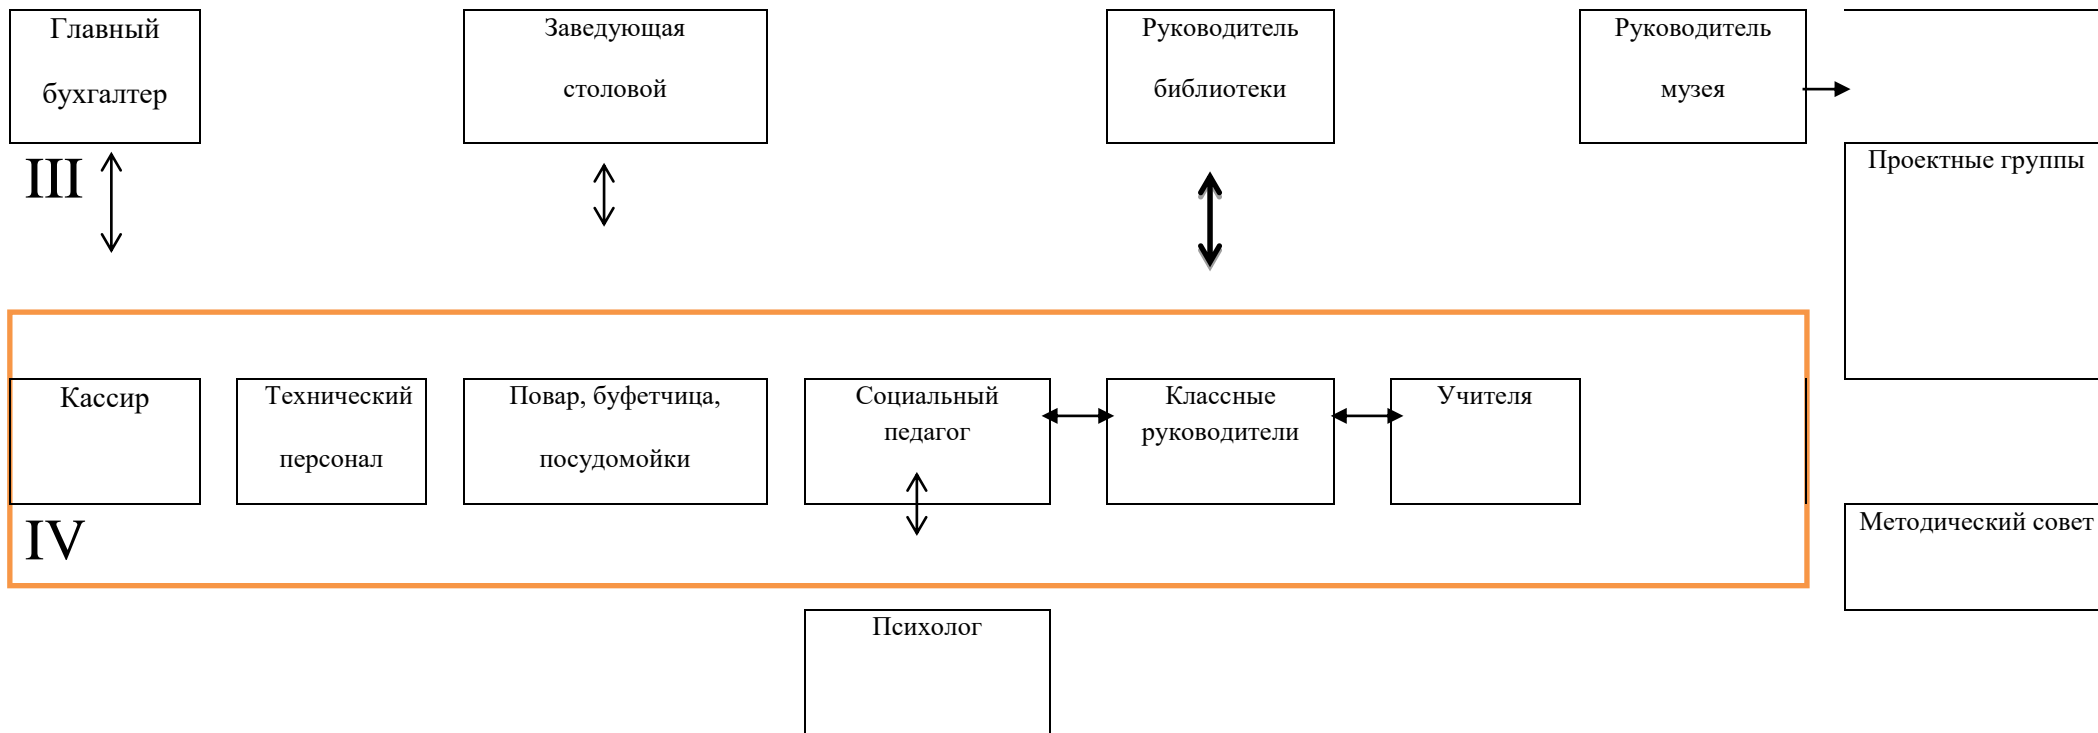 Главный
бухгалтер
Заведующая
столовой
Руководитель
библиотеки
Руководитель
музея
III
Проектные группы
Кассир
Технический
персонал
Повар, буфетчица,
посудомойки
Социальный
педагог
Классные
руководители
Учителя
IV
Методический совет
Психолог